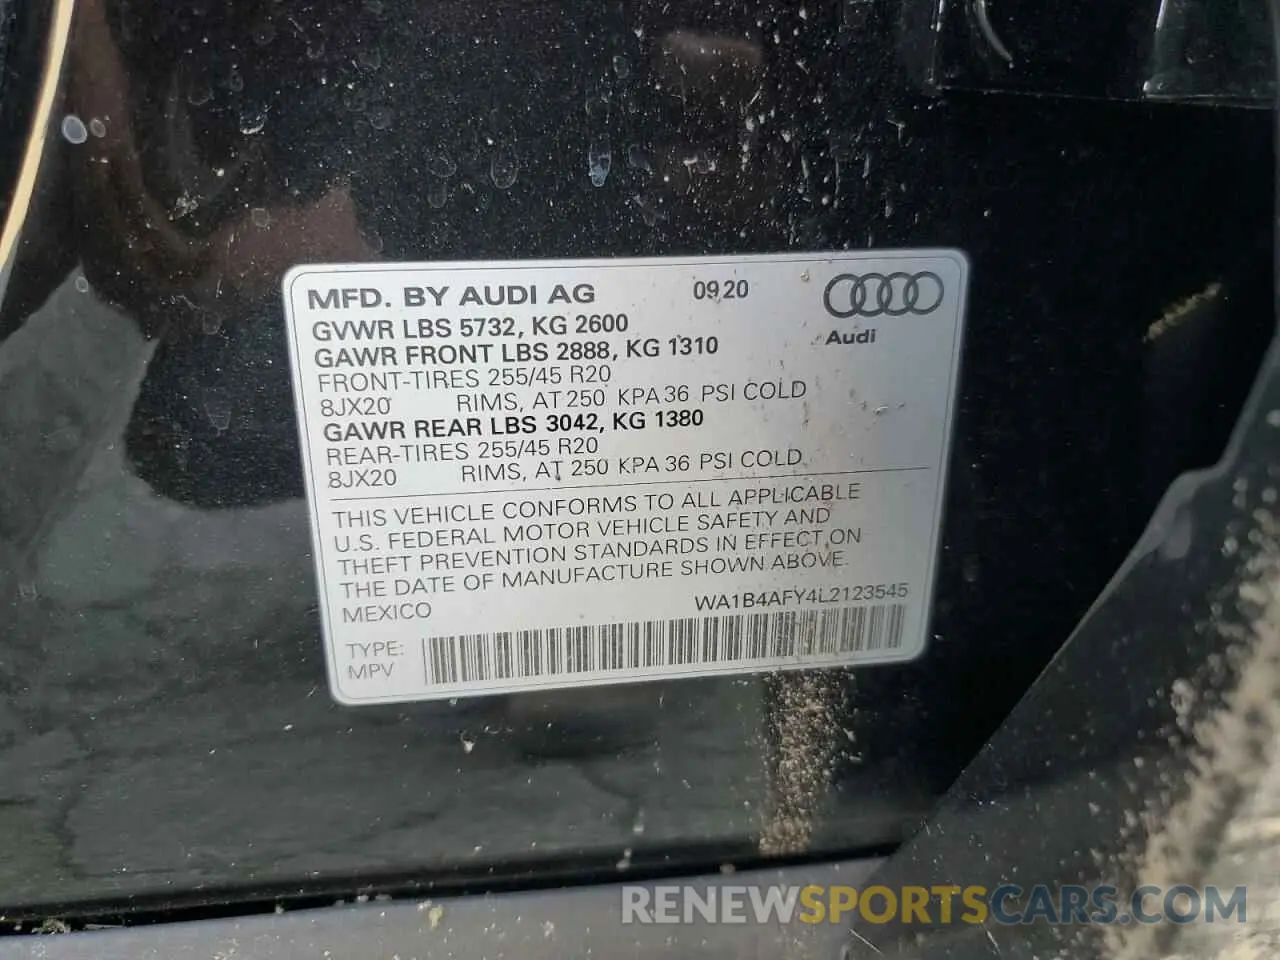 MFD. BY AUDI AG 09 20
Audi
GVWR LBS 5732, KG 2600
GAWR FRONT LBS 2888, KG 1310
FRONT-TIRES 255/45 R20
8JX20 RIMS, AT 250 KPA 36 PSI COLD
GAWR REAR LBS 3042, KG 1380
REAR-TIRES 255/45 R20
8JX20 RIMS, AT 250 KPA 36 PSI COLD
THIS VEHICLE CONFORMS TO ALL APPLICABLE
U.S. FEDERAL MOTOR VEHICLE SAFETY AND
THEFT PREVENTION STANDARDS IN EFFECT ON
THE DATE OF MANUFACTURE SHOWN ABOVE.
MEXICO WA1B4AFY4L2123545
TYPE:
MPV
RENEWSPORTSCARS.COM